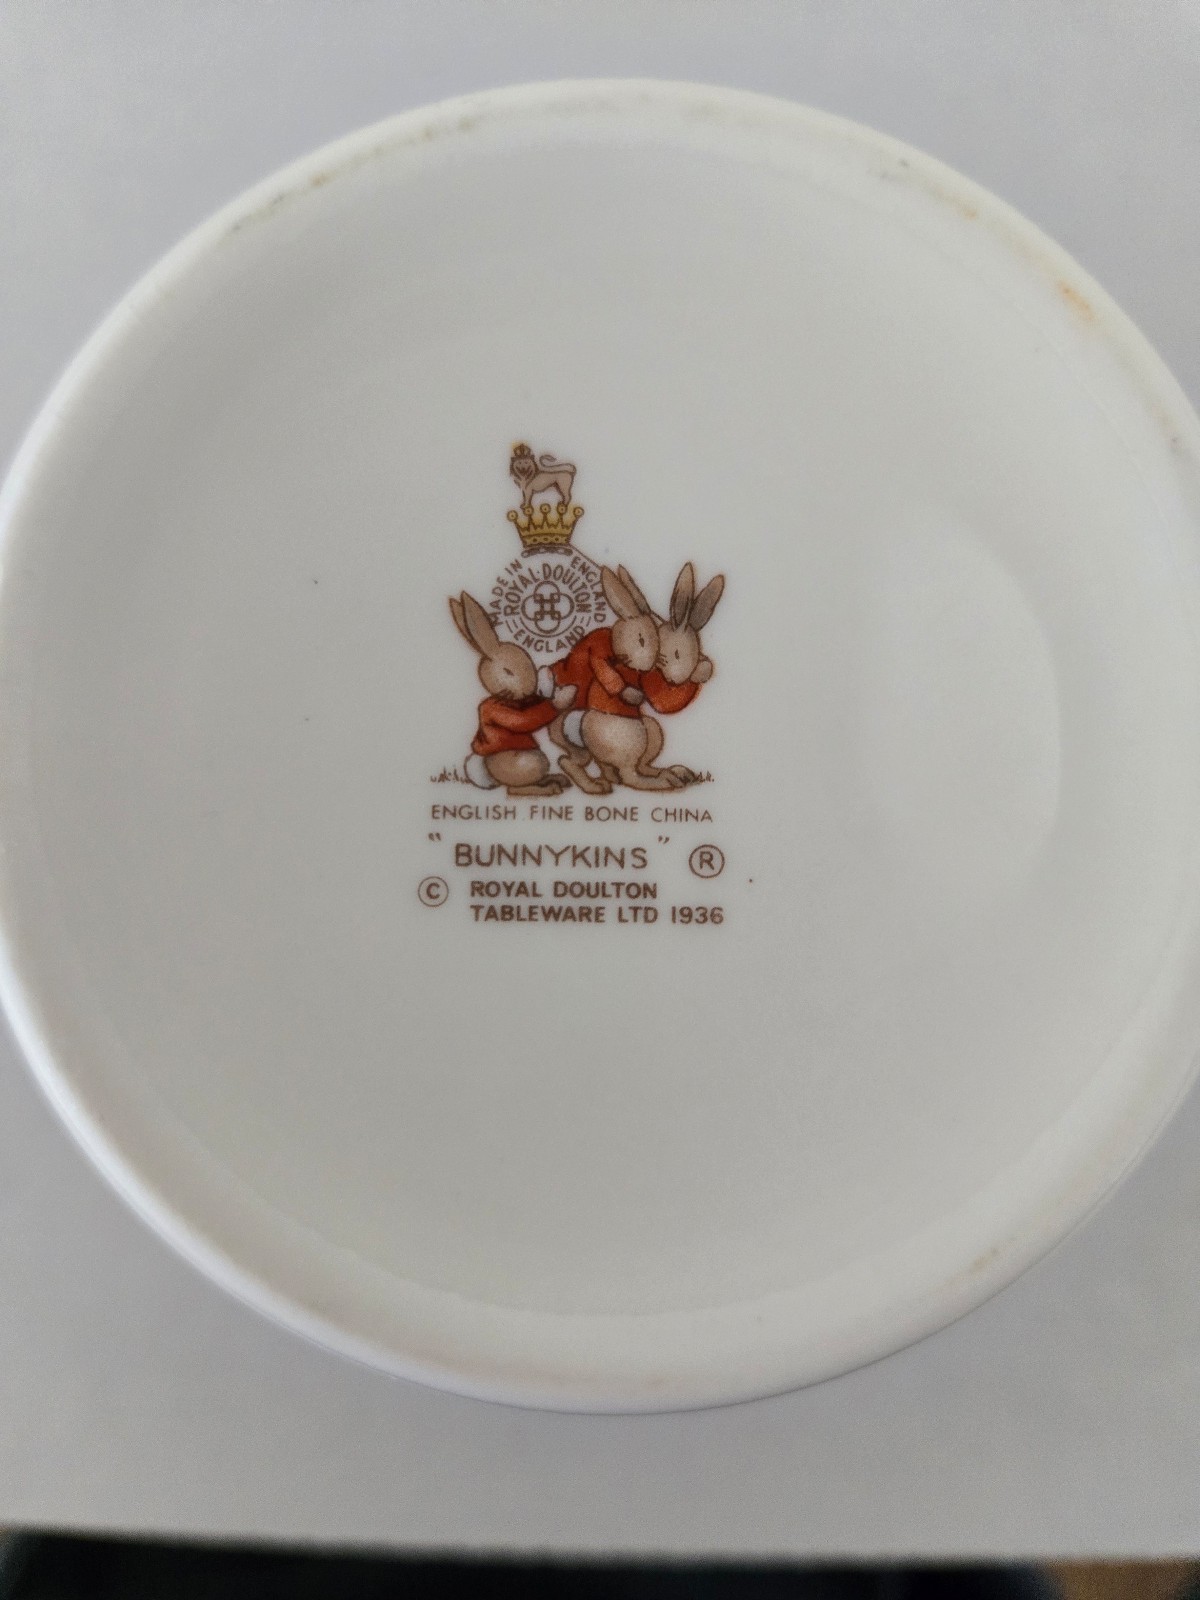 MADE IN ENGLAND
ROYAL·DOULTON
ENGLAND
ENGLISH FINE BONE CHINA
"BUNNYKINS" ®
© ROYAL DOULTON
TABLEWARE LTD 1936